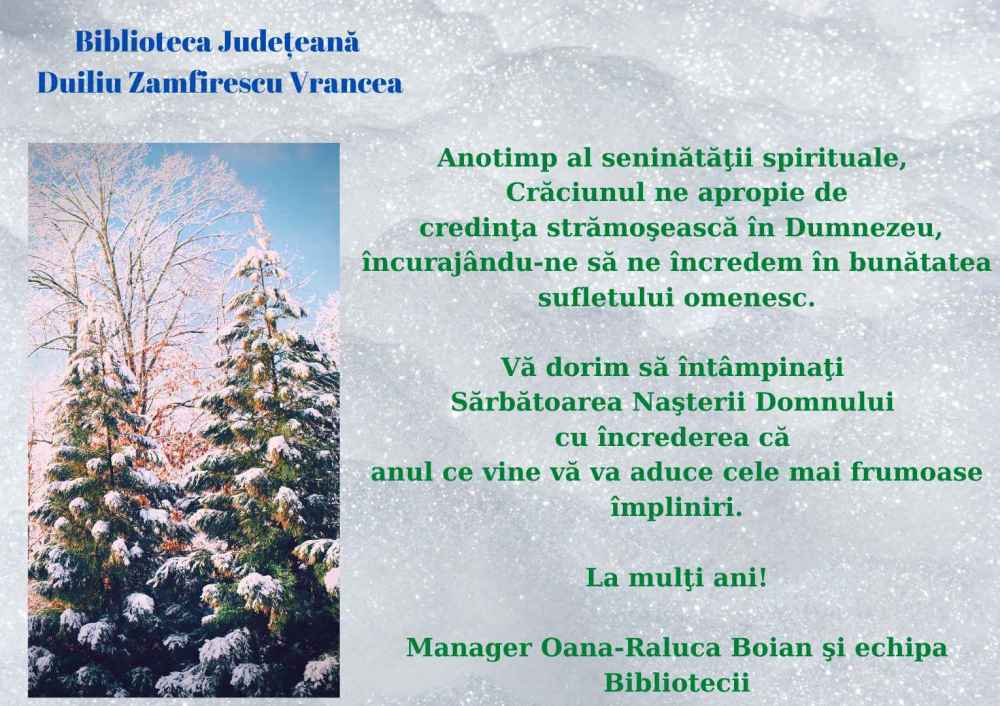 Biblioteca Județeană
Duiliu Zamfirescu Vrancea
Anotimp al seninătăţii spirituale,
Crăciunul ne apropie de
credinţa strămoşească în Dumnezeu,
încurajându-ne să ne încredem în bunătatea
sufletului omenesc.
Vă dorim să întâmpinaţi
Sărbătoarea Naşterii Domnului
cu încrederea că
anul ce vine vă va aduce cele mai frumoase
împliniri.
La mulţi ani!
Manager Oana-Raluca Boian şi echipa
Bibliotecii